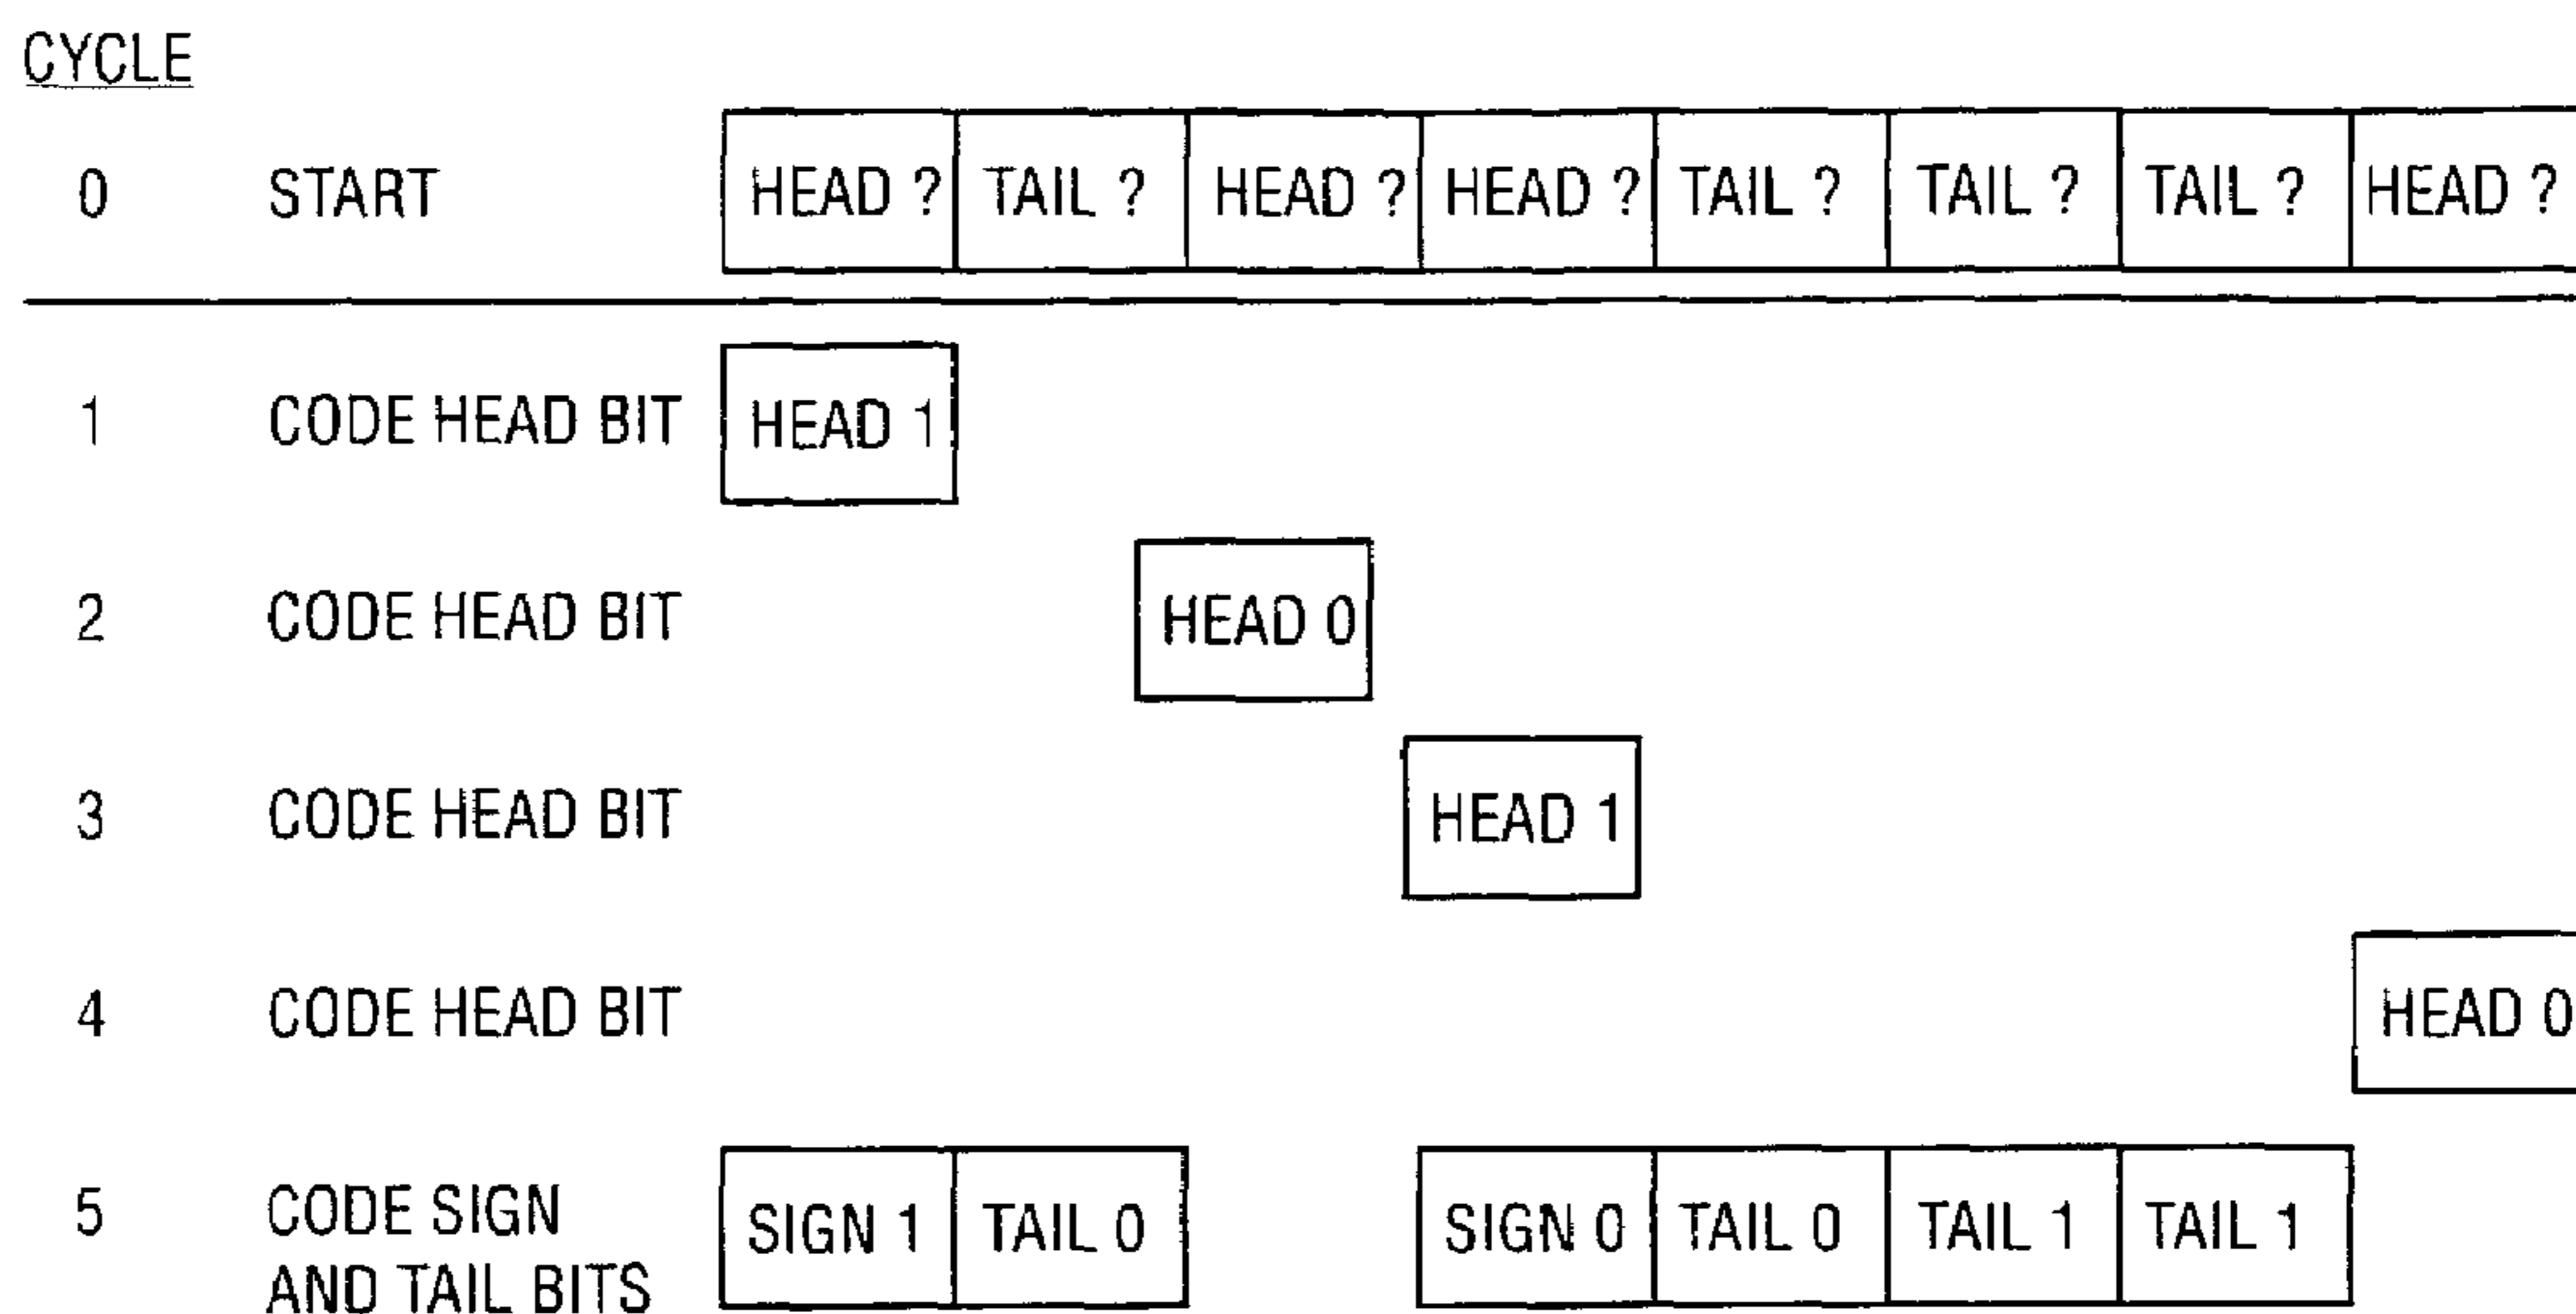 CYCLE
0 START HEAD ? TAIL ? HEAD ? HEAD ? TAIL ? TAIL ? TAIL ? HEAD ?
1 CODE HEAD BIT HEAD 1
2 CODE HEAD BIT HEAD 0
3 CODE HEAD BIT HEAD 1
4 CODE HEAD BIT HEAD 0
5 CODE SIGN SIGN 1 TAIL 0 SIGN 0 TAIL 0 TAIL 1 TAIL 1
AND TAIL BITS